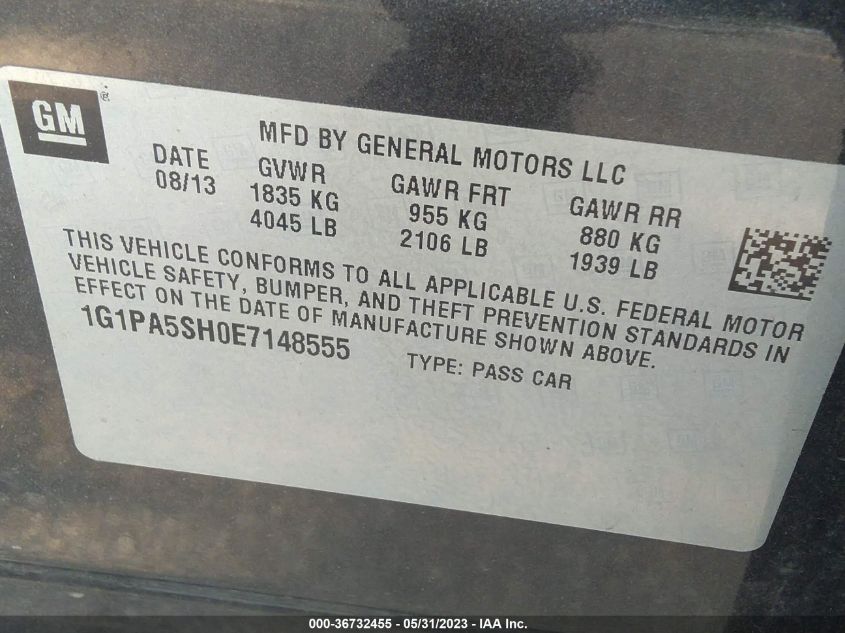 GM ®
MFD BY GENERAL MOTORS LLC
DATE GVWR GAWR FRT GAWR RR
08/13 1835 KG 955 KG 880 KG
4045 LB 2106 LB 1939 LB
THIS VEHICLE CONFORMS TO ALL APPLICABLE U.S. FEDERAL MOTOR
VEHICLE SAFETY, BUMPER, AND THEFT PREVENTION STANDARDS IN
EFFECT ON THE DATE OF MANUFACTURE SHOWN ABOVE.
1G1PA5SH0E7148555 TYPE: PASS CAR
000-36732455 - 05/31/2023 - IAA Inc.